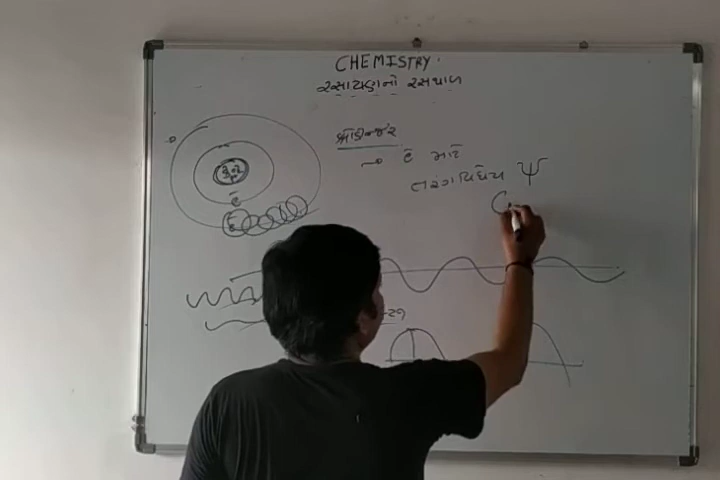 CHEMISTRY.
રસાયણનો રસથાળ
શ્રોડિન્જર
→ ē માટે
તરંગવિધેય Ψ
ē